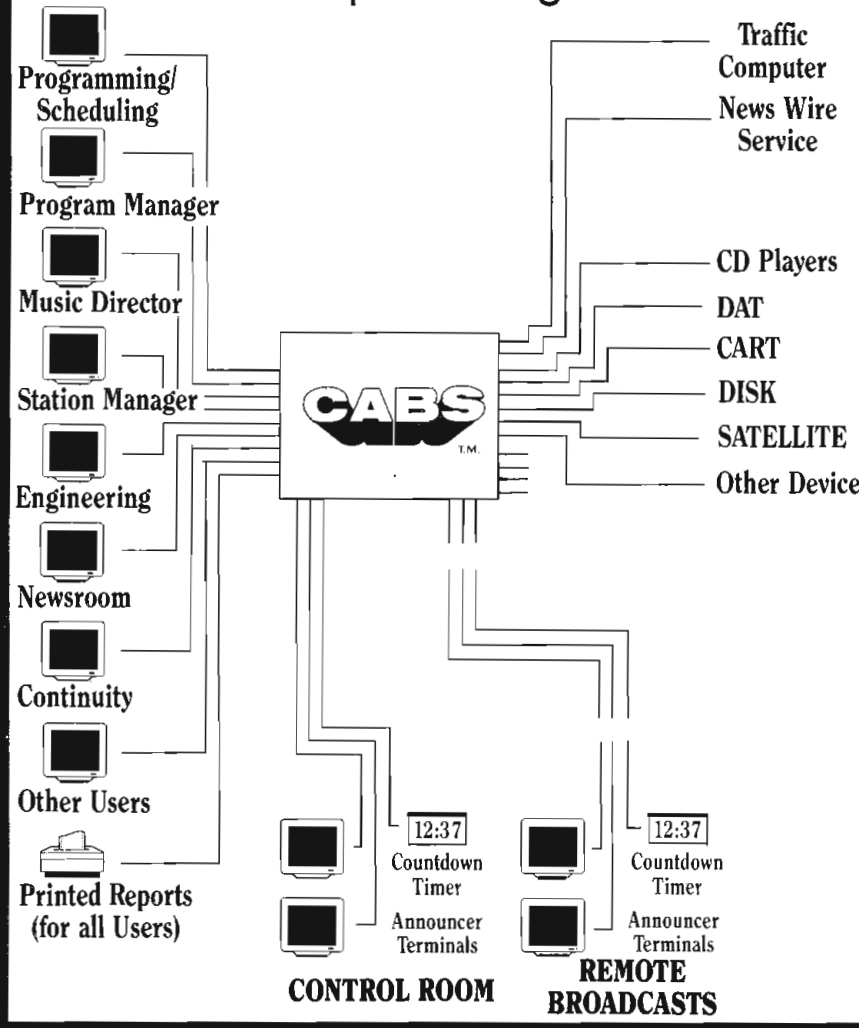 Programming/
Scheduling
Program Manager
Music Director
Station Manager
Engineering
Newsroom
Continuity
Other Users
Printed Reports
(for all Users)
CABS
T.M.
Traffic
Computer
News Wire
Service
CD Players
DAT
CART
DISK
SATELLITE
Other Device
12:37
Countdown
Timer
Announcer
Terminals
CONTROL ROOM
12:37
Countdown
Timer
Announcer
Terminals
REMOTE
BROADCASTS